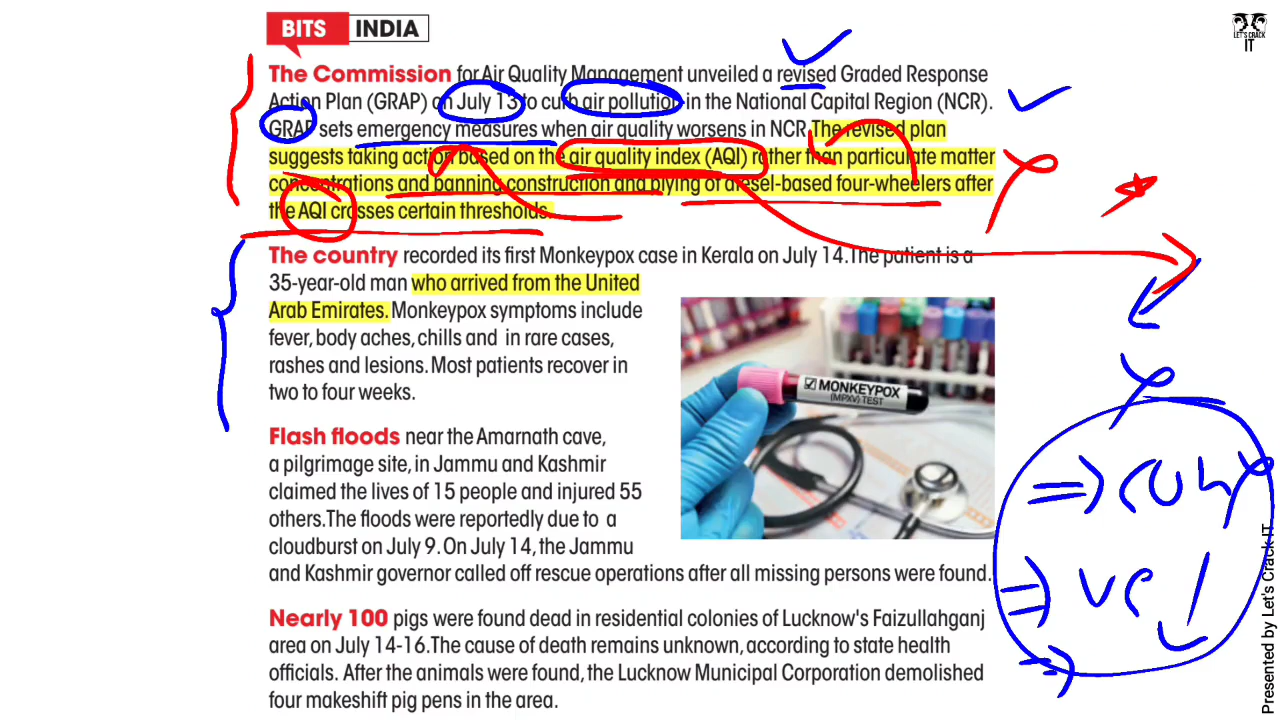 BITS INDIA
LET'S CRACK
IT
The Commission for Air Quality Management unveiled a revised Graded Response
Action Plan (GRAP) on July 13 to curb air pollution in the National Capital Region (NCR).
GRAP sets emergency measures when air quality worsens in NCR. The revised plan
suggests taking action based on the air quality index (AQI) rather than particulate matter
concentrations and banning construction and plying of diesel-based four-wheelers after
the AQI crosses certain thresholds.
The country recorded its first Monkeypox case in Kerala on July 14. The patient is a
35-year-old man who arrived from the United
Arab Emirates. Monkeypox symptoms include
fever, body aches, chills and in rare cases,
rashes and lesions. Most patients recover in
two to four weeks.
MONKEYPOX
(MPXV) TEST
Flash floods near the Amarnath cave,
a pilgrimage site, in Jammu and Kashmir
claimed the lives of 15 people and injured 55
others. The floods were reportedly due to a
cloudburst on July 9. On July 14, the Jammu
and Kashmir governor called off rescue operations after all missing persons were found.
Nearly 100 pigs were found dead in residential colonies of Lucknow's Faizullahganj
area on July 14-16. The cause of death remains unknown, according to state health
officials. After the animals were found, the Lucknow Municipal Corporation demolished
four makeshift pig pens in the area.
Presented by Let's Crack IT